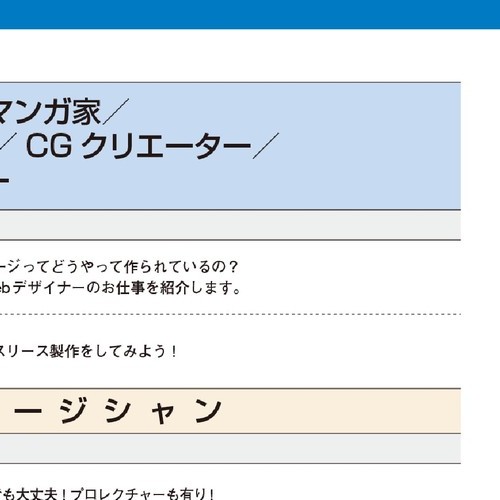 マンガ家／
／ CG クリエーター／
ー
ージってどうやって作られているの？
ebデザイナーのお仕事を紹介します。
スリース製作をしてみよう！
ージシャン
も大丈夫！プロレクチャーも有り！